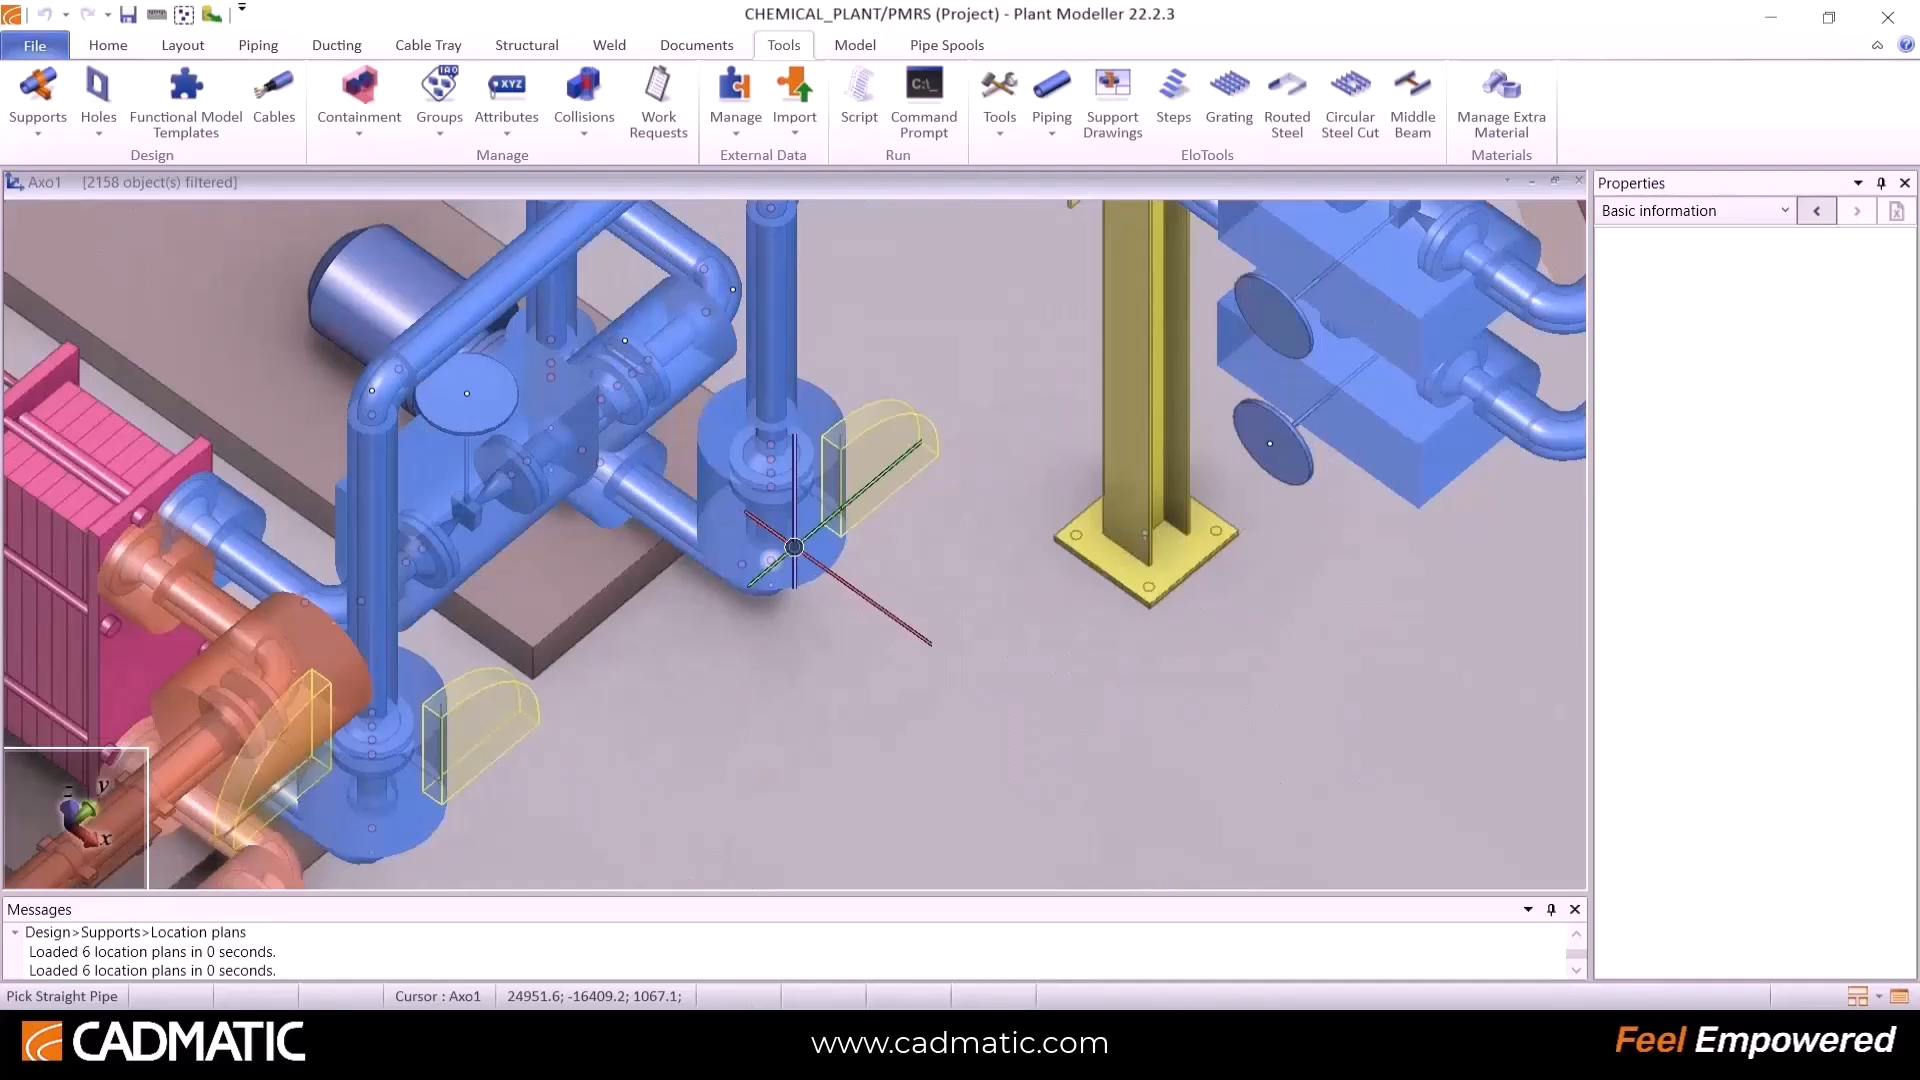 CHEMICAL_PLANT/PMRS (Project) - Plant Modeller 22.2.3
File Home Layout Piping Ducting Cable Tray Structural Weld Documents Tools Model Pipe Spools
IAO
XYZ
C:\_
Supports Holes Functional Model Templates Cables
Containment Groups Attributes Collisions Work Requests
Manage Import
Script Command Prompt
Tools Piping Support Drawings Steps Grating Routed Steel Circular Steel Cut Middle Beam
Manage Extra Material
Design Manage External Data Run EloTools Materials
Axo1 [2158 object(s) filtered]
Properties
Basic information
z y
x
Messages
Design>Supports>Location plans
Loaded 6 location plans in 0 seconds.
Loaded 6 location plans in 0 seconds.
Pick Straight Pipe Cursor : Axo1 24951.6; -16409.2; 1067.1;
CADMATIC www.cadmatic.com Feel Empowered